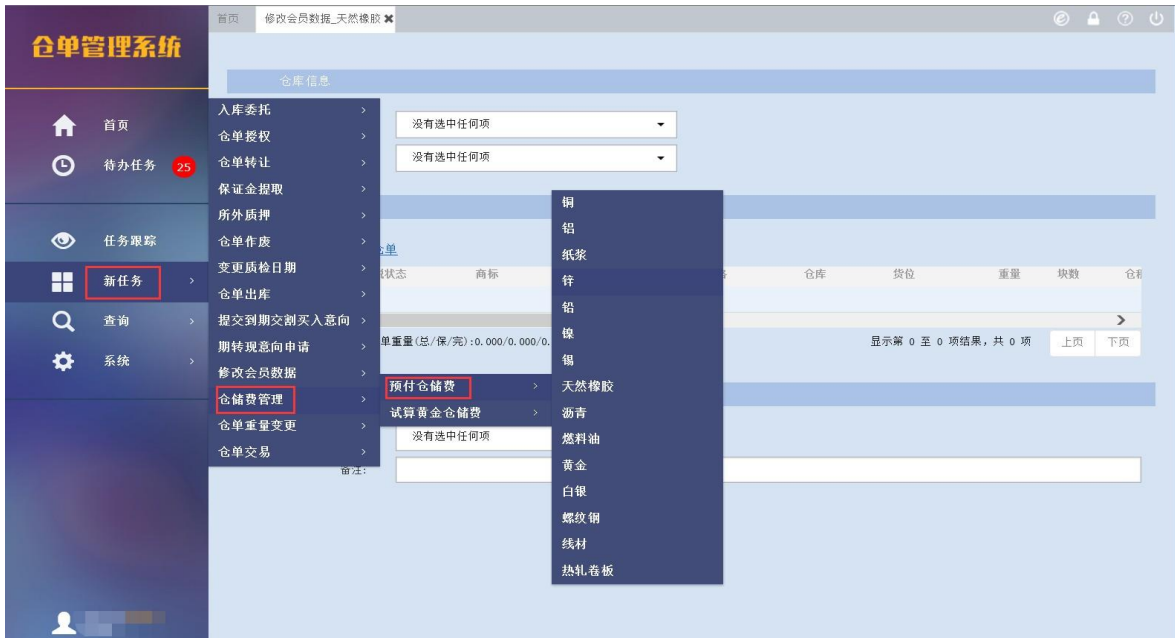 首页 修改会员数据_天然橡胶 ✖
仓单管理系统
仓库信息
首页
待办任务 25
任务跟踪
新任务 >
查询 >
系统 >
入库委托 >
仓单授权 >
仓单转让 >
保证金提取 >
所外质押 >
仓单作废 >
变更质检日期 >
仓单出库 >
提交到期交割买入意向 >
期转现意向申请 >
修改会员数据 >
仓储费管理 >
仓单重量变更 >
仓单交易 >
预付仓储费 >
试算黄金仓储费 >
铜
铝
纸浆
锌
铅
镍
锡
天然橡胶
沥青
燃料油
黄金
白银
螺纹钢
线材
热轧卷板
没有选中任何项
没有选中任何项
仓单
状态 商标 仓库 货位 重量 块数
单重量(总/保/完):0.000/0.000/0.
显示第 0 至 0 项结果，共 0 项 上页 下页
没有选中任何项
备注: